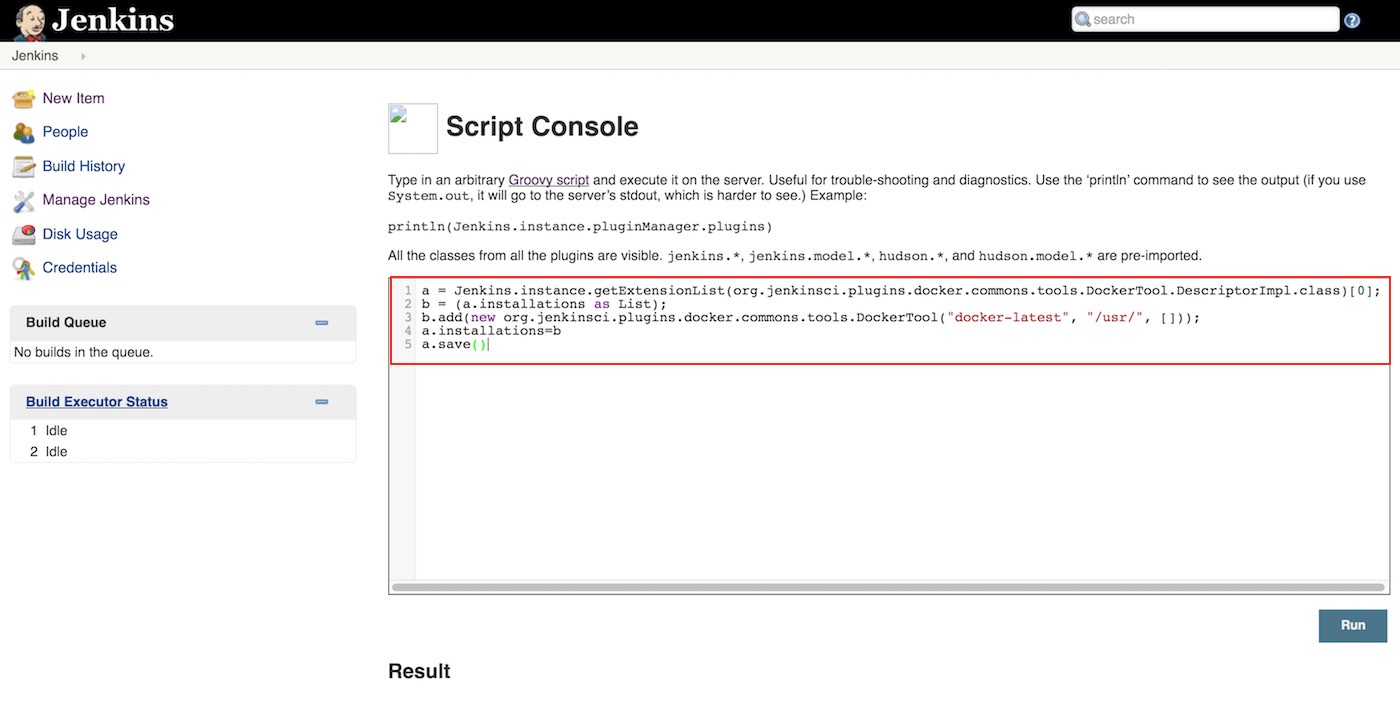 Jenkins
search
Jenkins
New Item
People
Build History
Manage Jenkins
Disk Usage
Credentials
Build Queue
No builds in the queue.
Build Executor Status
1 Idle
2 Idle
Script Console
Type in an arbitrary Groovy script and execute it on the server. Useful for trouble-shooting and diagnostics. Use the ‘println’ command to see the output (if you use
System.out, it will go to the server’s stdout, which is harder to see.) Example:
println(Jenkins.instance.pluginManager.plugins)
All the classes from all the plugins are visible. jenkins.*, jenkins.model.*, hudson.*, and hudson.model.* are pre-imported.
1 a = Jenkins.instance.getExtensionList(org.jenkinsci.plugins.docker.commons.tools.DockerTool.DescriptorImpl.class)[0];
2 b = (a.installations as List);
3 b.add(new org.jenkinsci.plugins.docker.commons.tools.DockerTool("docker-latest", "/usr/", []));
4 a.installations=b
5 a.save()
Run
Result